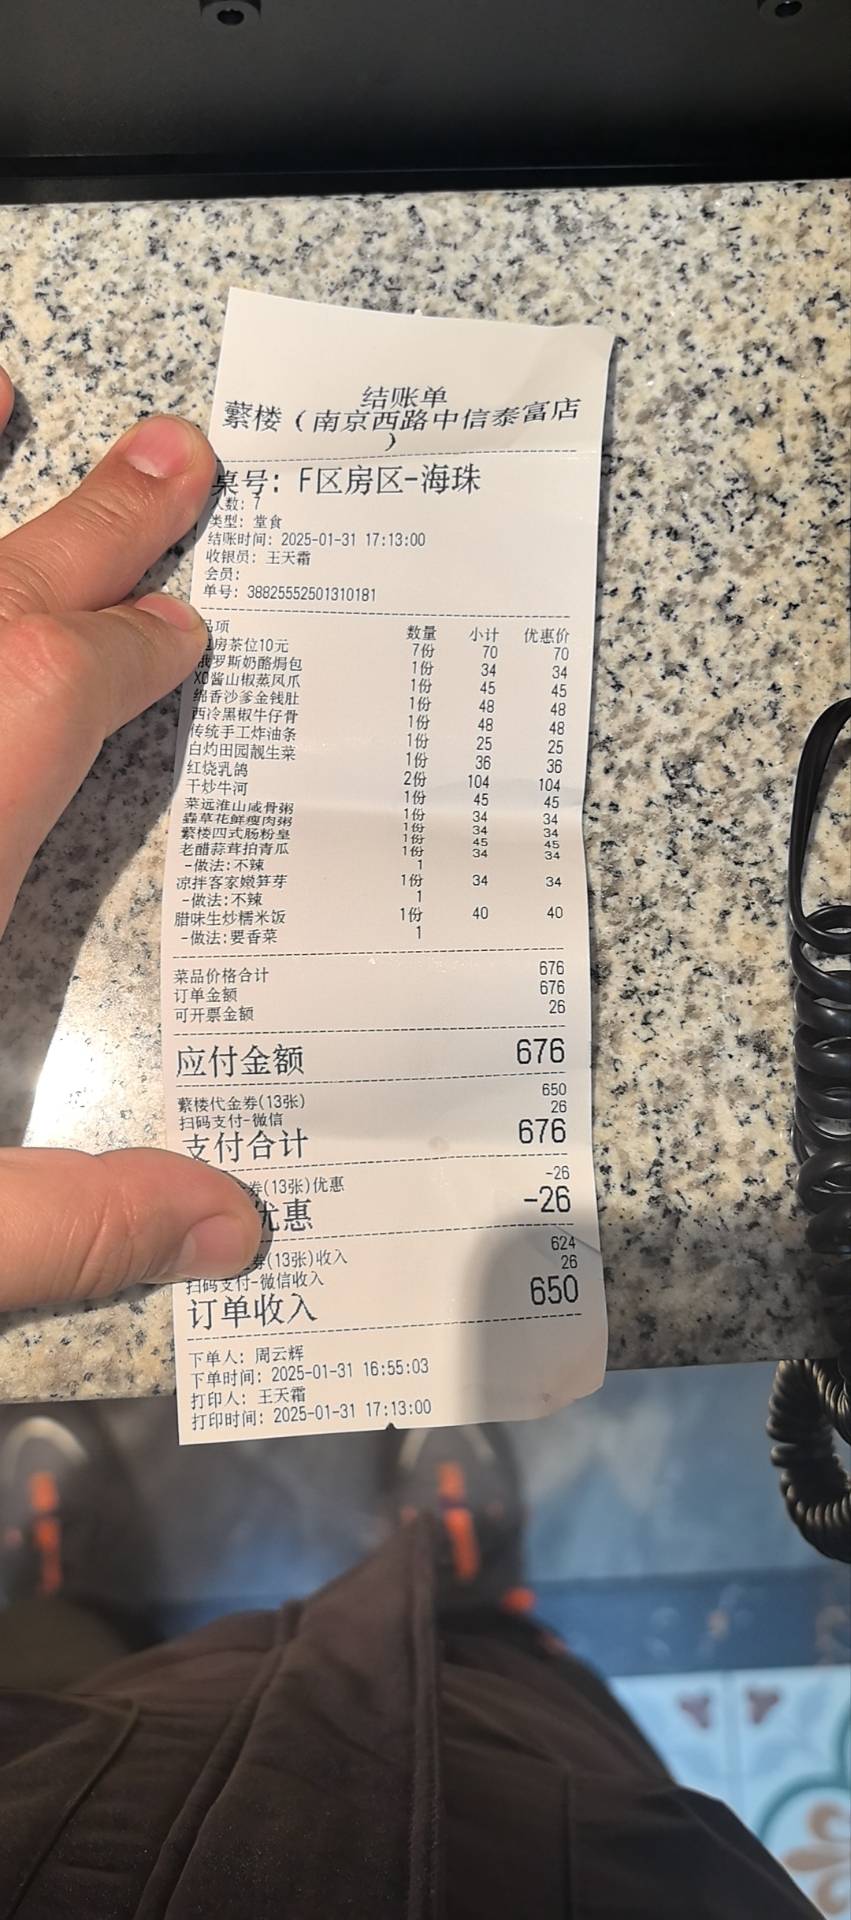 结账单
蘩楼（南京西路中信泰富店
）
桌号: F区房区-海珠
人数: 7
类型: 堂食
结账时间: 2025-01-31 17:13:00
收银员: 王天霜
会员:
单号: 38825552501310181
品项 数量 小计 优惠价
房茶位10元 7份 70 70
俄罗斯奶酪焗包 1份 34 34
XO酱山椒蒸凤爪 1份 45 45
绵香沙爹金钱肚 1份 48 48
西冷黑椒牛仔骨 1份 48 48
传统手工炸油条 1份 25 25
白灼田园靓生菜 1份 36 36
红烧乳鸽 2份 104 104
干炒牛河 1份 45 45
菜远淮山咸骨粥 1份 34 34
虫草花鲜瘦肉粥 1份 34 34
蘩楼四式肠粉皇 1份 45 45
老醋蒜茸拍青瓜 1份 34 34
-做法:不辣 1
凉拌客家嫩笋芽 1份 34 34
-做法:不辣 1
腊味生炒糯米饭 1份 40 40
-做法:要香菜 1
菜品价格合计 676
订单金额 676
可开票金额 26
应付金额 676
蘩楼代金券(13张) 650
扫码支付-微信 26
支付合计 676
券(13张)优惠 -26
优惠 -26
券(13张)收入 624
扫码支付-微信收入 26
订单收入 650
下单人: 周云辉
下单时间: 2025-01-31 16:55:03
打印人: 王天霜
打印时间: 2025-01-31 17:13:00